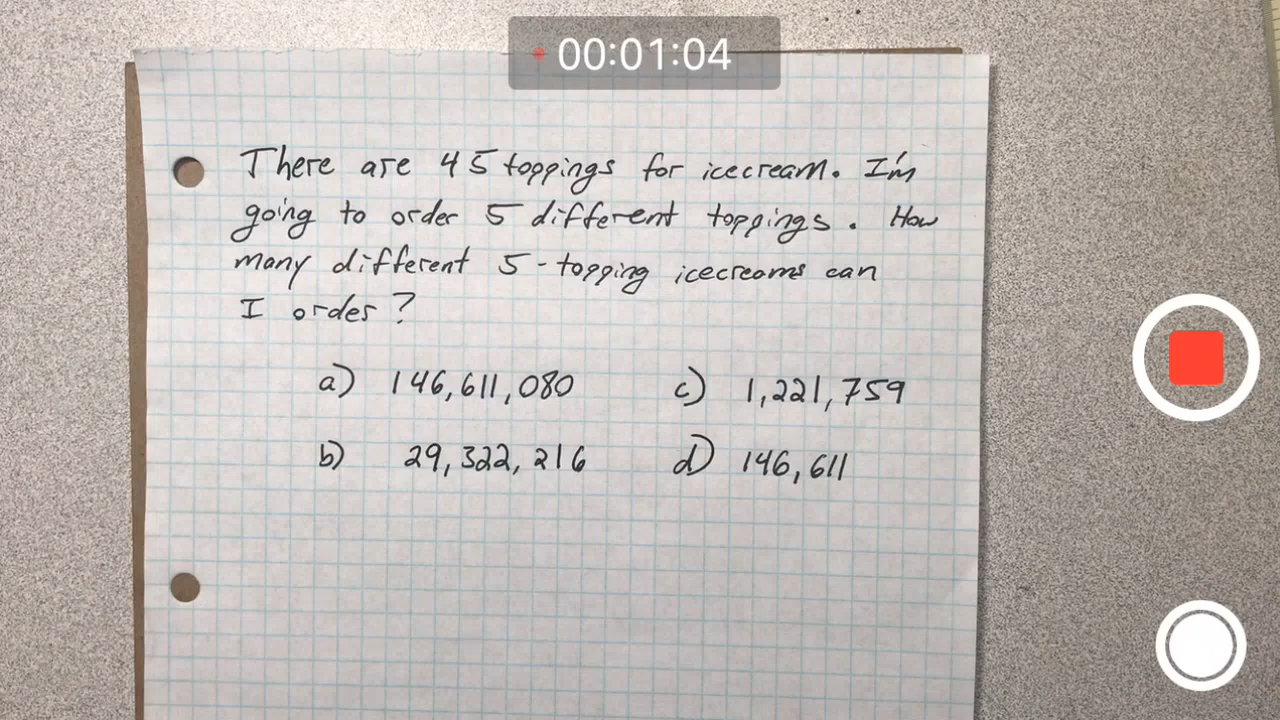 00:01:04
There are 45 toppings for icecream. I'm
going to order 5 different toppings. How
many different 5-topping icecreams can
I order?
a) 146,611,080 c) 1,221,759
b) 29,322,216 d) 146,611